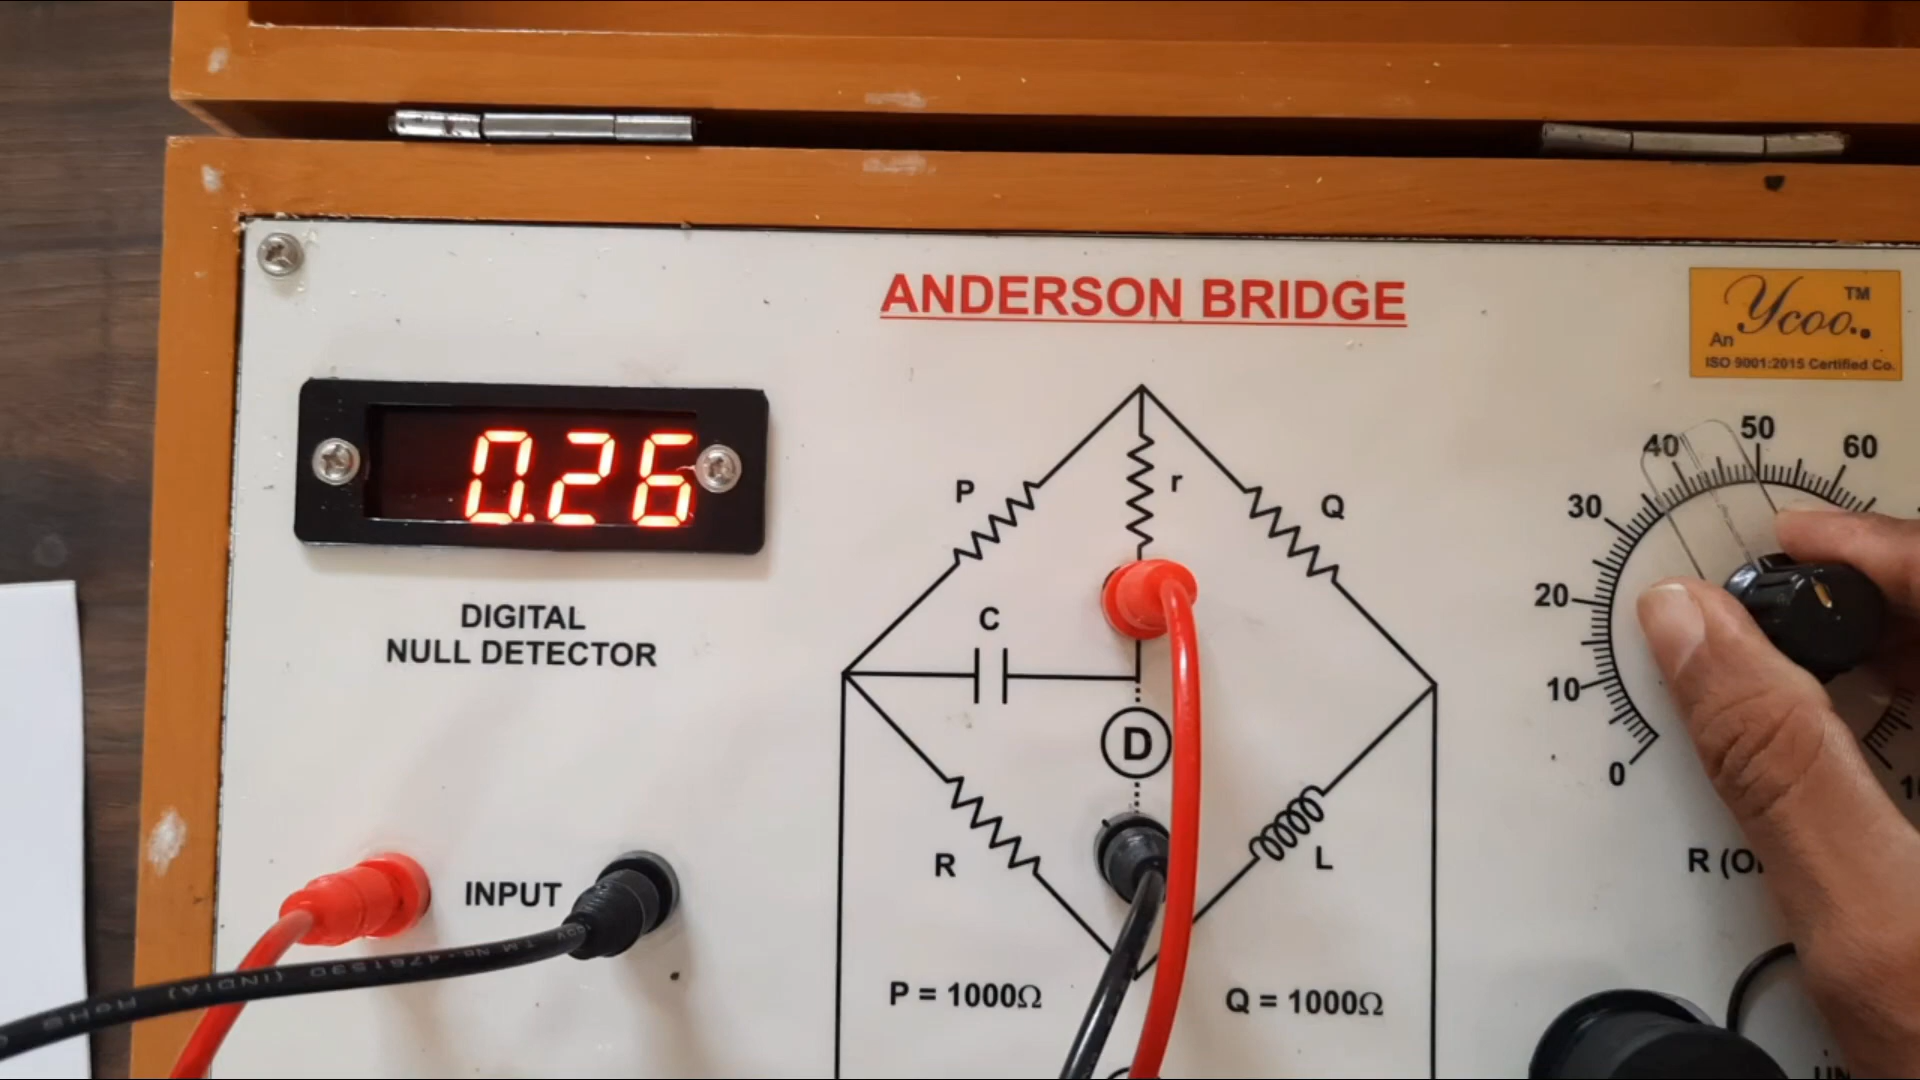 ANDERSON BRIDGE
TM
Ycoo..
An
ISO 9001:2015 Certified Co.
0.26
DIGITAL
NULL DETECTOR
INPUT
P
r
Q
C
D
R
L
P = 1000Ω
Q = 1000Ω
0
10
20
30
40
50
60